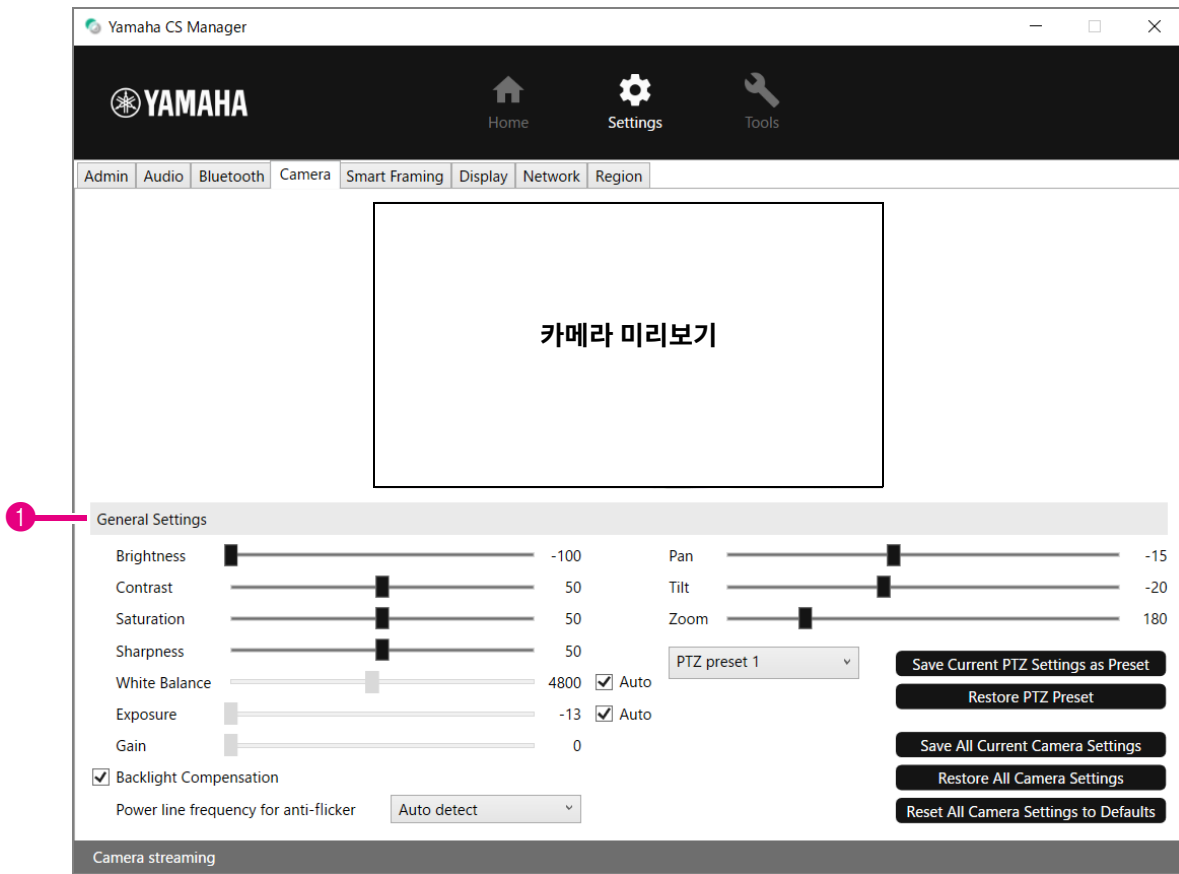 Yamaha CS Manager
YAMAHA
Home
Settings
Tools
Admin Audio Bluetooth Camera Smart Framing Display Network Region
카메라 미리보기
1
General Settings
Brightness -100
Contrast 50
Saturation 50
Sharpness 50
White Balance 4800 Auto
Exposure -13 Auto
Gain 0
Backlight Compensation
Power line frequency for anti-flicker Auto detect
Pan -15
Tilt -20
Zoom 180
PTZ preset 1
Save Current PTZ Settings as Preset
Restore PTZ Preset
Save All Current Camera Settings
Restore All Camera Settings
Reset All Camera Settings to Defaults
Camera streaming